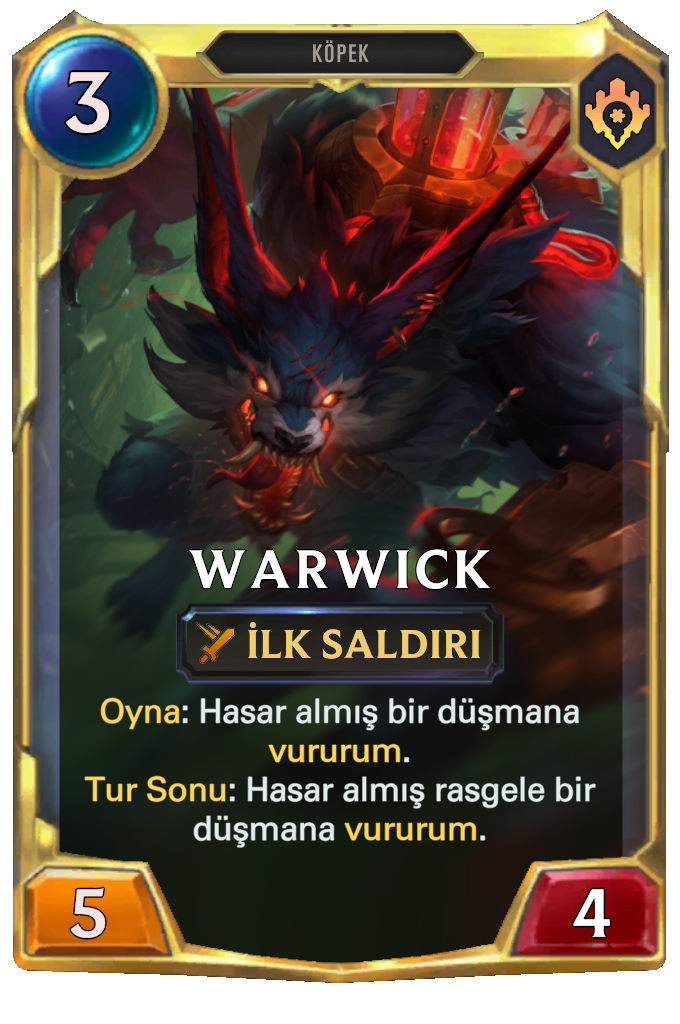 KÖPEK
3
WARWICK
İLK SALDIRI
Oyna: Hasar almış bir düşmana
vururum.
Tur Sonu: Hasar almış rasgele bir
düşmana vururum.
5
4